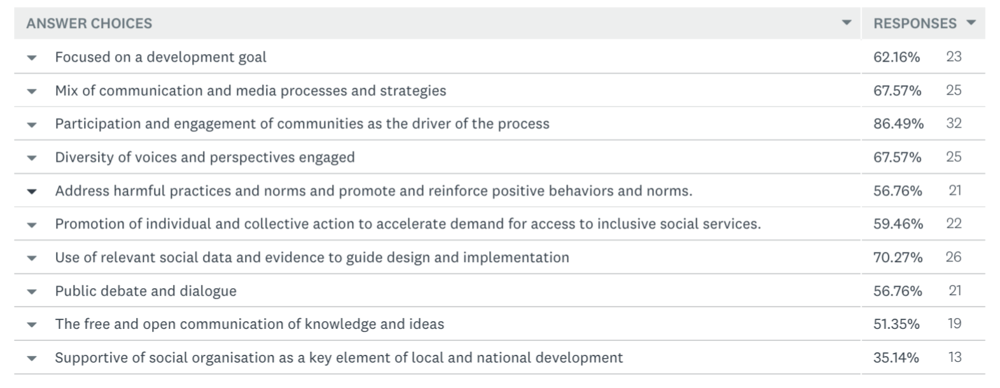 ANSWER CHOICES RESPONSES
Focused on a development goal 62.16% 23
Mix of communication and media processes and strategies 67.57% 25
Participation and engagement of communities as the driver of the process 86.49% 32
Diversity of voices and perspectives engaged 67.57% 25
Address harmful practices and norms and promote and reinforce positive behaviors and norms. 56.76% 21
Promotion of individual and collective action to accelerate demand for access to inclusive social services. 59.46% 22
Use of relevant social data and evidence to guide design and implementation 70.27% 26
Public debate and dialogue 56.76% 21
The free and open communication of knowledge and ideas 51.35% 19
Supportive of social organisation as a key element of local and national development 35.14% 13